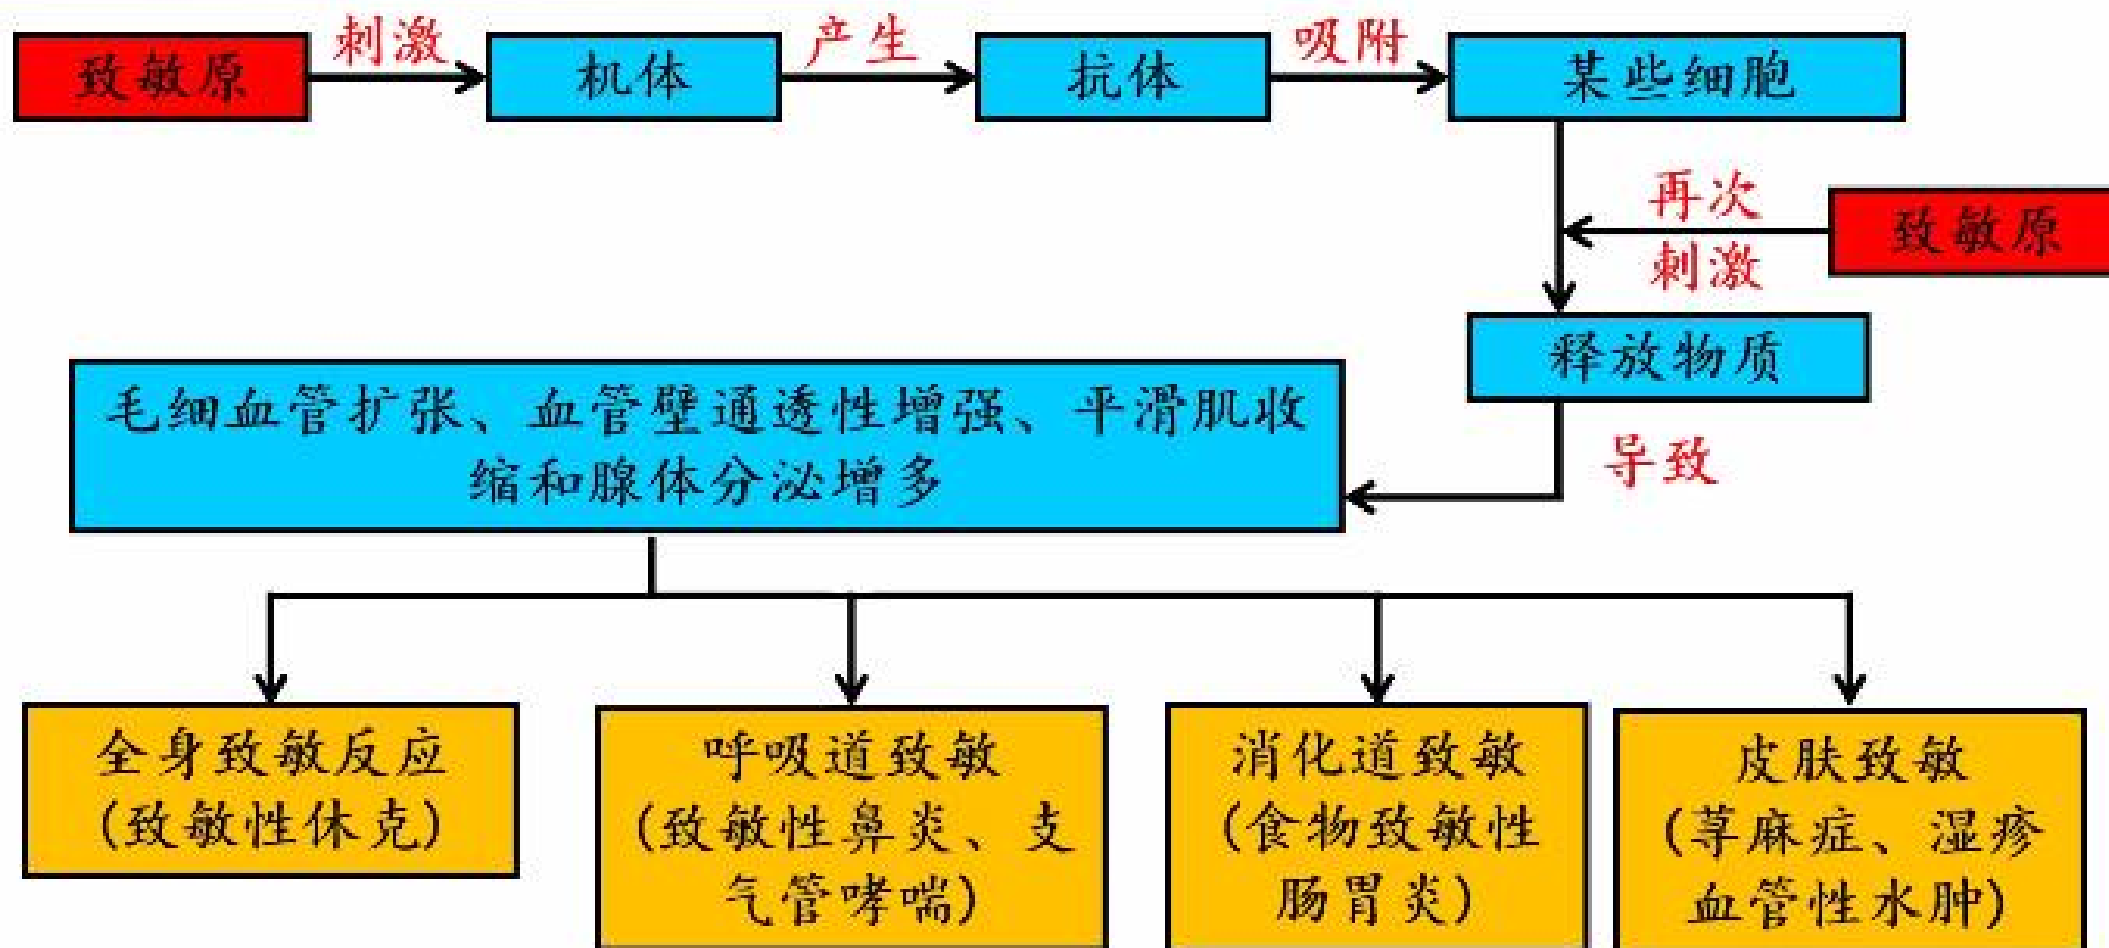 致敏原
刺激
机体
产生
抗体
吸附
某些细胞
再次
刺激
致敏原
释放物质
导致
毛细血管扩张、血管壁通透性增强、平滑肌收
缩和腺体分泌增多
全身致敏反应
(致敏性休克)
呼吸道致敏
(致敏性鼻炎、支
气管哮喘)
消化道致敏
(食物致敏性
肠胃炎)
皮肤致敏
(荨麻症、湿疹
血管性水肿)